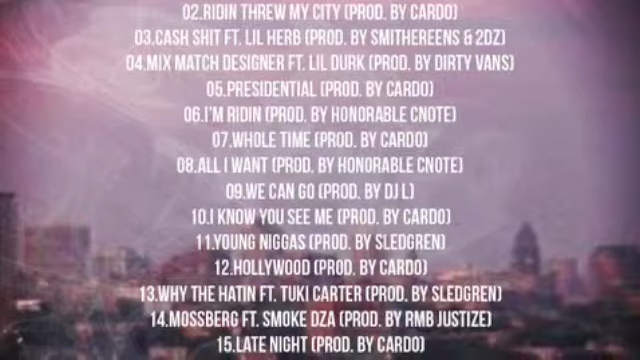 02.RIDIN THREW MY CITY (PROD. BY CARDO)
03.CASH SHIT FT. LIL HERB (PROD. BY SMITHEREENS & 2DZ)
04.MIX MATCH DESIGNER FT. LIL DURK (PROD. BY DIRTY VANS)
05.PRESIDENTIAL (PROD. BY CARDO)
06.I'M RIDIN (PROD. BY HONORABLE CNOTE)
07.WHOLE TIME (PROD. BY CARDO)
08.ALL I WANT (PROD. BY HONORABLE CNOTE)
09.WE CAN GO (PROD. BY DJ L)
10.I KNOW YOU SEE ME (PROD. BY CARDO)
11.YOUNG NIGGAS (PROD. BY SLEDGREN)
12.HOLLYWOOD (PROD. BY CARDO)
13.WHY THE HATIN FT. TUKI CARTER (PROD. BY SLEDGREN)
14.MOSSBERG FT. SMOKE DZA (PROD. BY RMB JUSTIZE)
15.LATE NIGHT (PROD. BY CARDO)